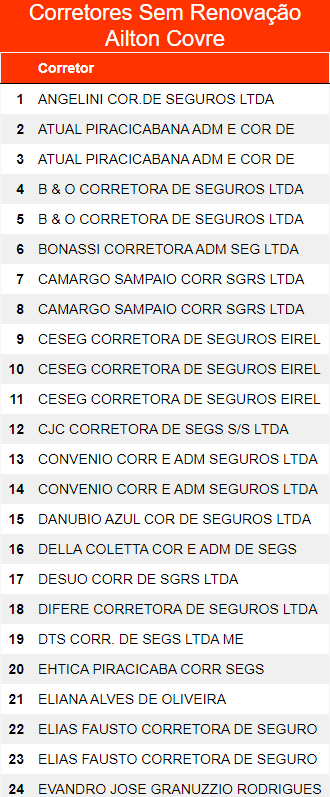 Corretores Sem Renovação
Ailton Covre
Corretor
1 ANGELINI COR.DE SEGUROS LTDA
2 ATUAL PIRACICABANA ADM E COR DE
3 ATUAL PIRACICABANA ADM E COR DE
4 B & O CORRETORA DE SEGUROS LTDA
5 B & O CORRETORA DE SEGUROS LTDA
6 BONASSI CORRETORA ADM SEG LTDA
7 CAMARGO SAMPAIO CORR SGRS LTDA
8 CAMARGO SAMPAIO CORR SGRS LTDA
9 CESEG CORRETORA DE SEGUROS EIREL
10 CESEG CORRETORA DE SEGUROS EIREL
11 CESEG CORRETORA DE SEGUROS EIREL
12 CJC CORRETORA DE SEGS S/S LTDA
13 CONVENIO CORR E ADM SEGUROS LTDA
14 CONVENIO CORR E ADM SEGUROS LTDA
15 DANUBIO AZUL COR DE SEGUROS LTDA
16 DELLA COLETTA COR E ADM DE SEGS
17 DESUO CORR DE SGRS LTDA
18 DIFERE CORRETORA DE SEGUROS LTDA
19 DTS CORR. DE SEGS LTDA ME
20 EHTICA PIRACICABA CORR SEGS
21 ELIANA ALVES DE OLIVEIRA
22 ELIAS FAUSTO CORRETORA DE SEGURO
23 ELIAS FAUSTO CORRETORA DE SEGURO
24 EVANDRO JOSE GRANUZZIO RODRIGUES